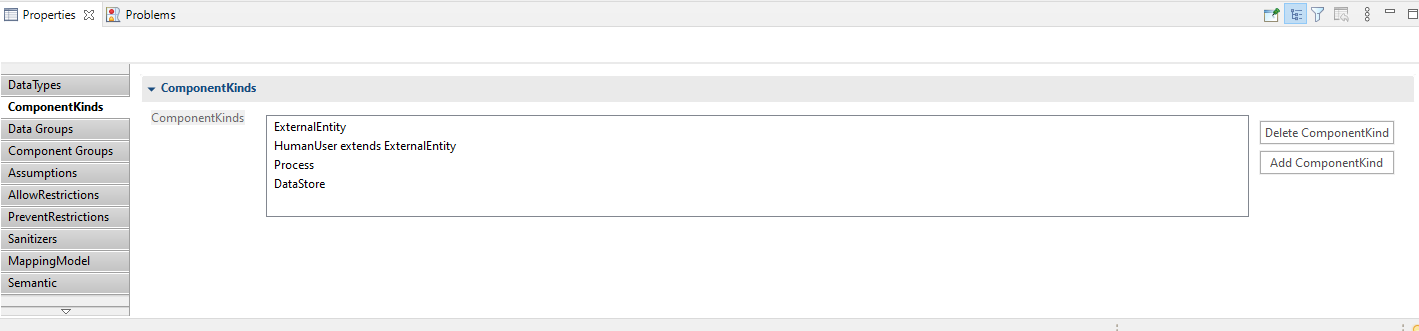 Properties
Problems
DataTypes
ComponentKinds
Data Groups
Component Groups
Assumptions
AllowRestrictions
PreventRestrictions
Sanitizers
MappingModel
Semantic
ComponentKinds
ComponentKinds
ExternalEntity
HumanUser extends ExternalEntity
Process
DataStore
Delete ComponentKind
Add ComponentKind